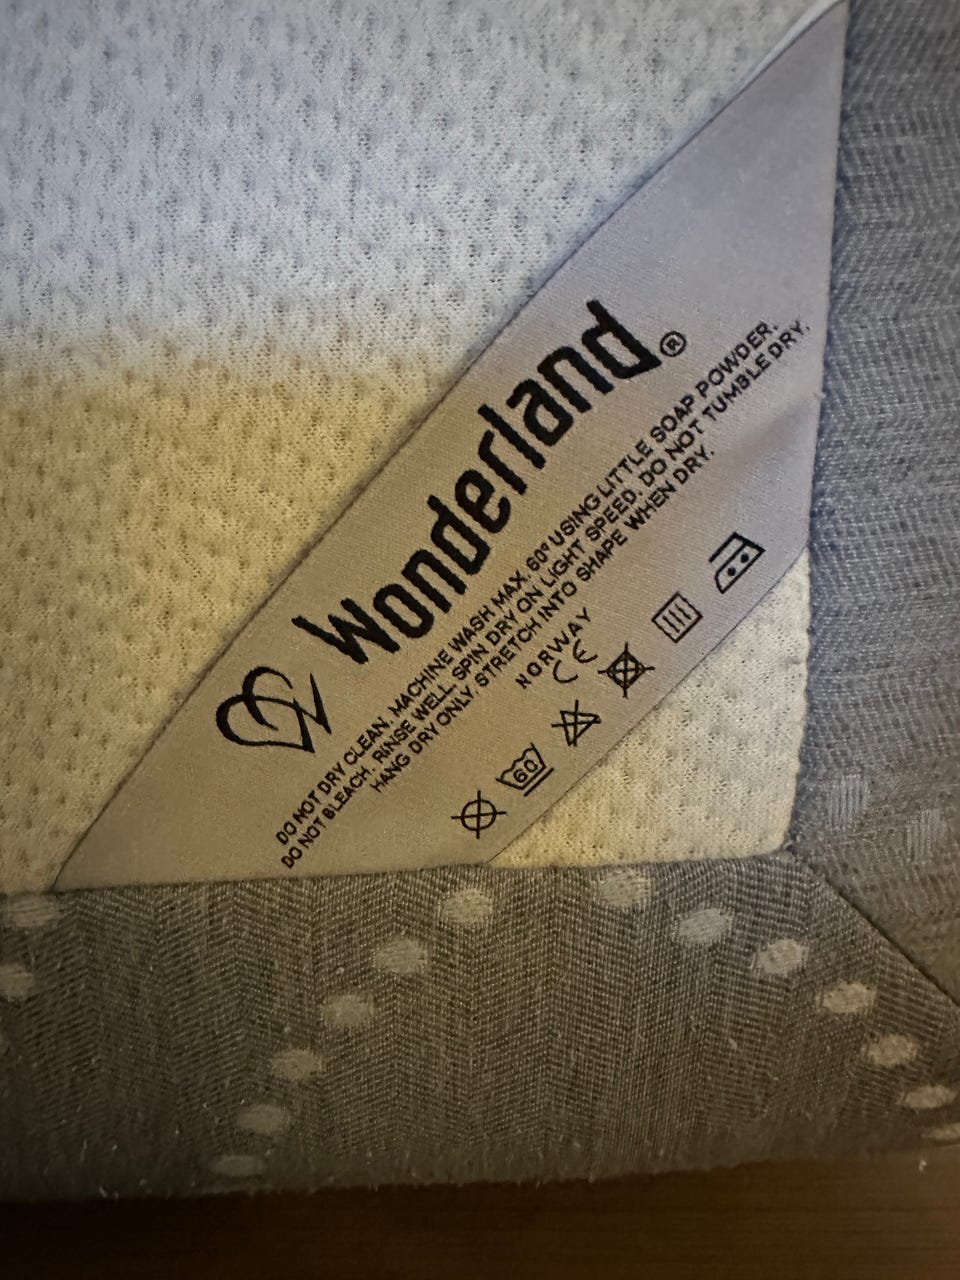 Wonderland®
DO NOT DRY CLEAN. MACHINE WASH MAX. 60° USING LITTLE SOAP POWDER.
DO NOT BLEACH. RINSE WELL. SPIN DRY ON LIGHT SPEED. DO NOT TUMBLE DRY.
HANG DRY ONLY. STRETCH INTO SHAPE WHEN DRY.
NORWAY
CE
60